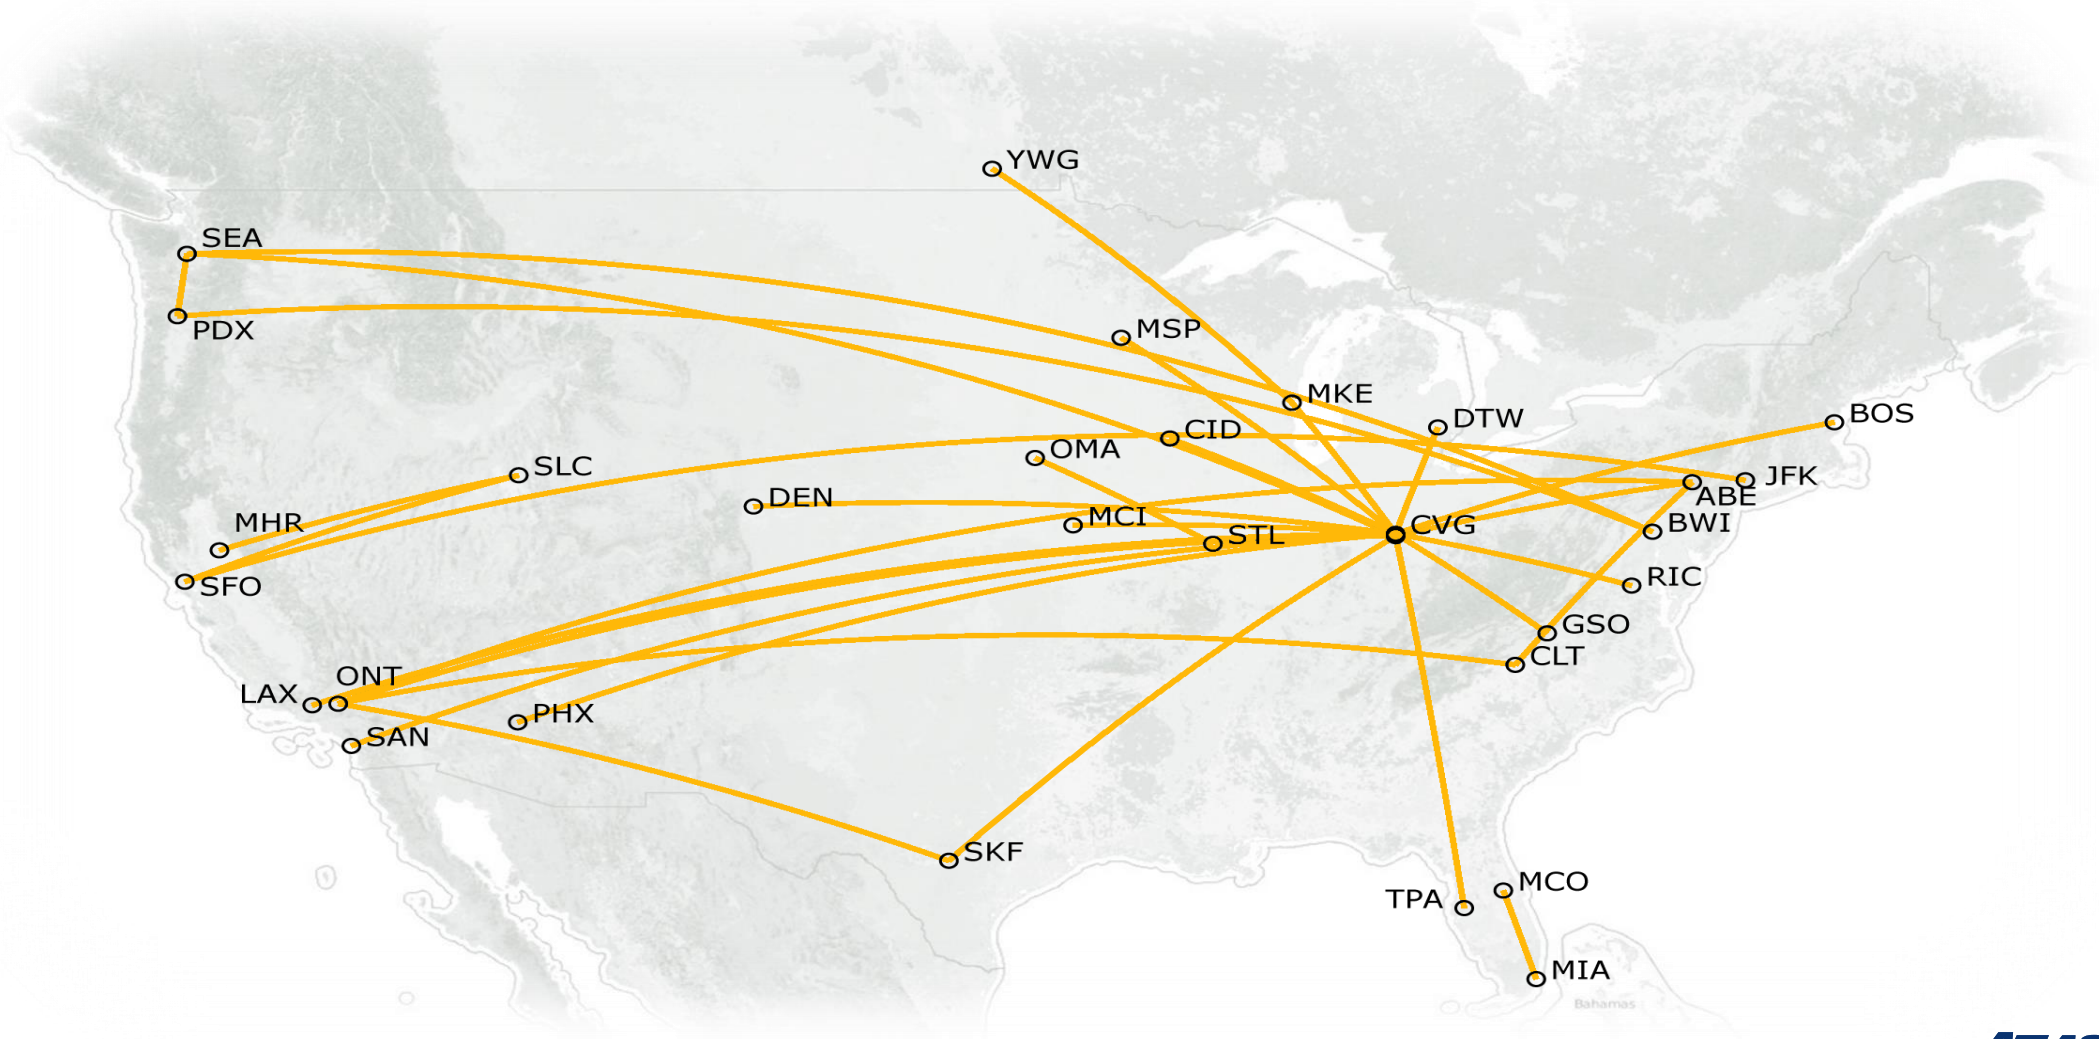 YWG
SEA
PDX
MSP
MKE
DTW
BOS
CID
OMA
SLC
JFK
ABE
DEN
MHR
MCI
STL
CVG
BWI
SFO
RIC
GSO
CLT
ONT
LAX
PHX
SAN
SKF
MCO
TPA
MIA
Bahamas